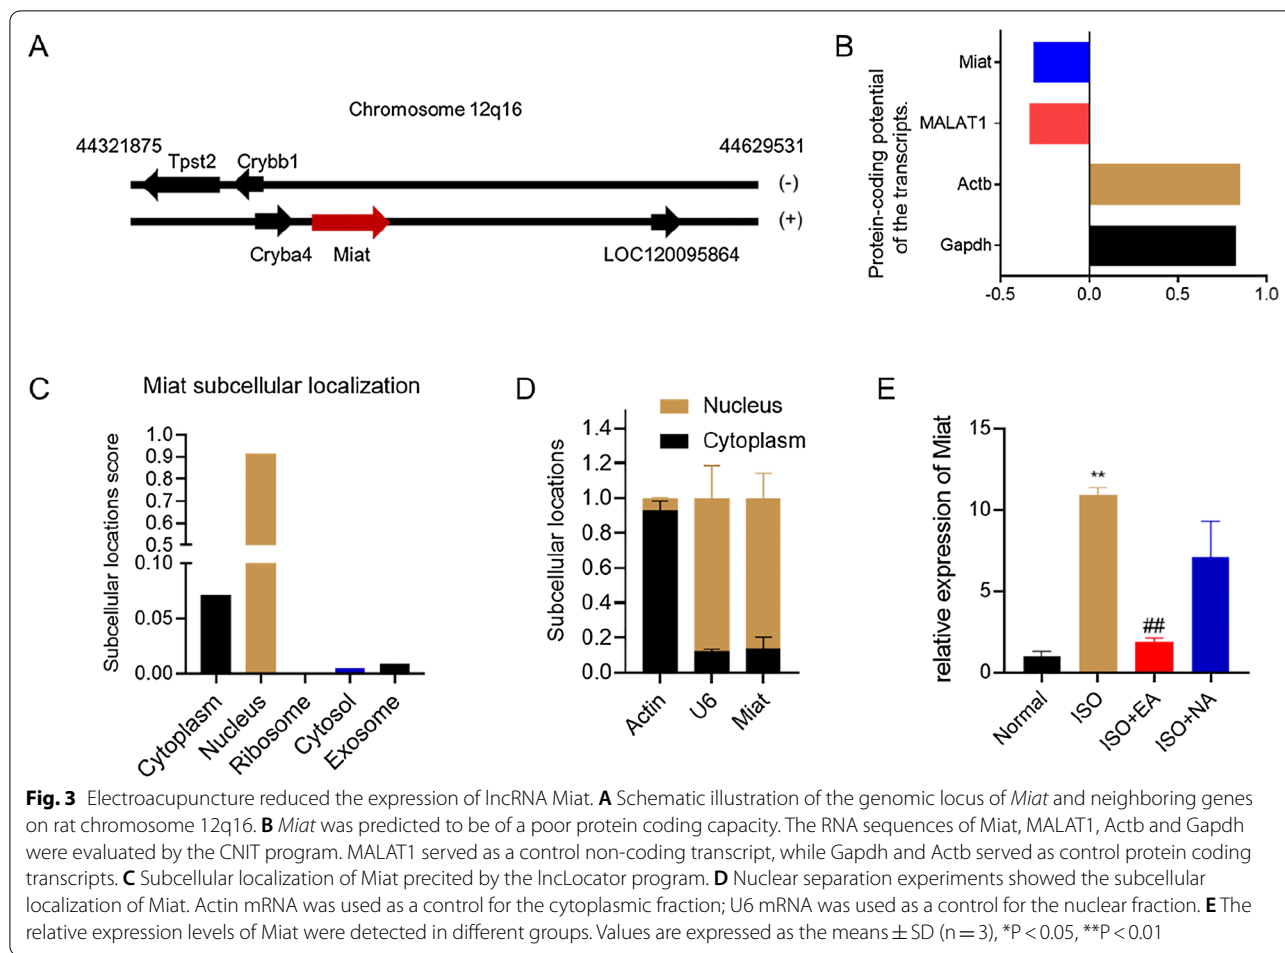 A
Chromosome 12q16
44321875
44629531
Tpst2
Crybb1
(-)
(+)
Cryba4
Miat
LOC120095864
B
Protein-coding potential
of the transcripts.
Miat
MALAT1
Actb
Gapdh
-0.5
0.0
0.5
1.0
C
Miat subcellular localization
Subcellular locations score
1.0
0.9
0.8
0.7
0.6
0.5
0.10
0.05
0.00
Cytoplasm
Nucleus
Ribosome
Cytosol
Exosome
D
Nucleus
Cytoplasm
Subcellular locations
1.4
1.2
1.0
0.8
0.6
0.4
0.2
0.0
Actin
U6
Miat
E
relative expression of Miat
15
10
5
0
**
##
Normal
ISO
ISO+EA
ISO+NA
Fig. 3 Electroacupuncture reduced the expression of lncRNA Miat. A Schematic illustration of the genomic locus of Miat and neighboring genes
on rat chromosome 12q16. B Miat was predicted to be of a poor protein coding capacity. The RNA sequences of Miat, MALAT1, Actb and Gapdh
were evaluated by the CNIT program. MALAT1 served as a control non-coding transcript, while Gapdh and Actb served as control protein coding
transcripts. C Subcellular localization of Miat precited by the lncLocator program. D Nuclear separation experiments showed the subcellular
localization of Miat. Actin mRNA was used as a control for the cytoplasmic fraction; U6 mRNA was used as a control for the nuclear fraction. E The
relative expression levels of Miat were detected in different groups. Values are expressed as the means ± SD (n = 3), *P < 0.05, **P < 0.01